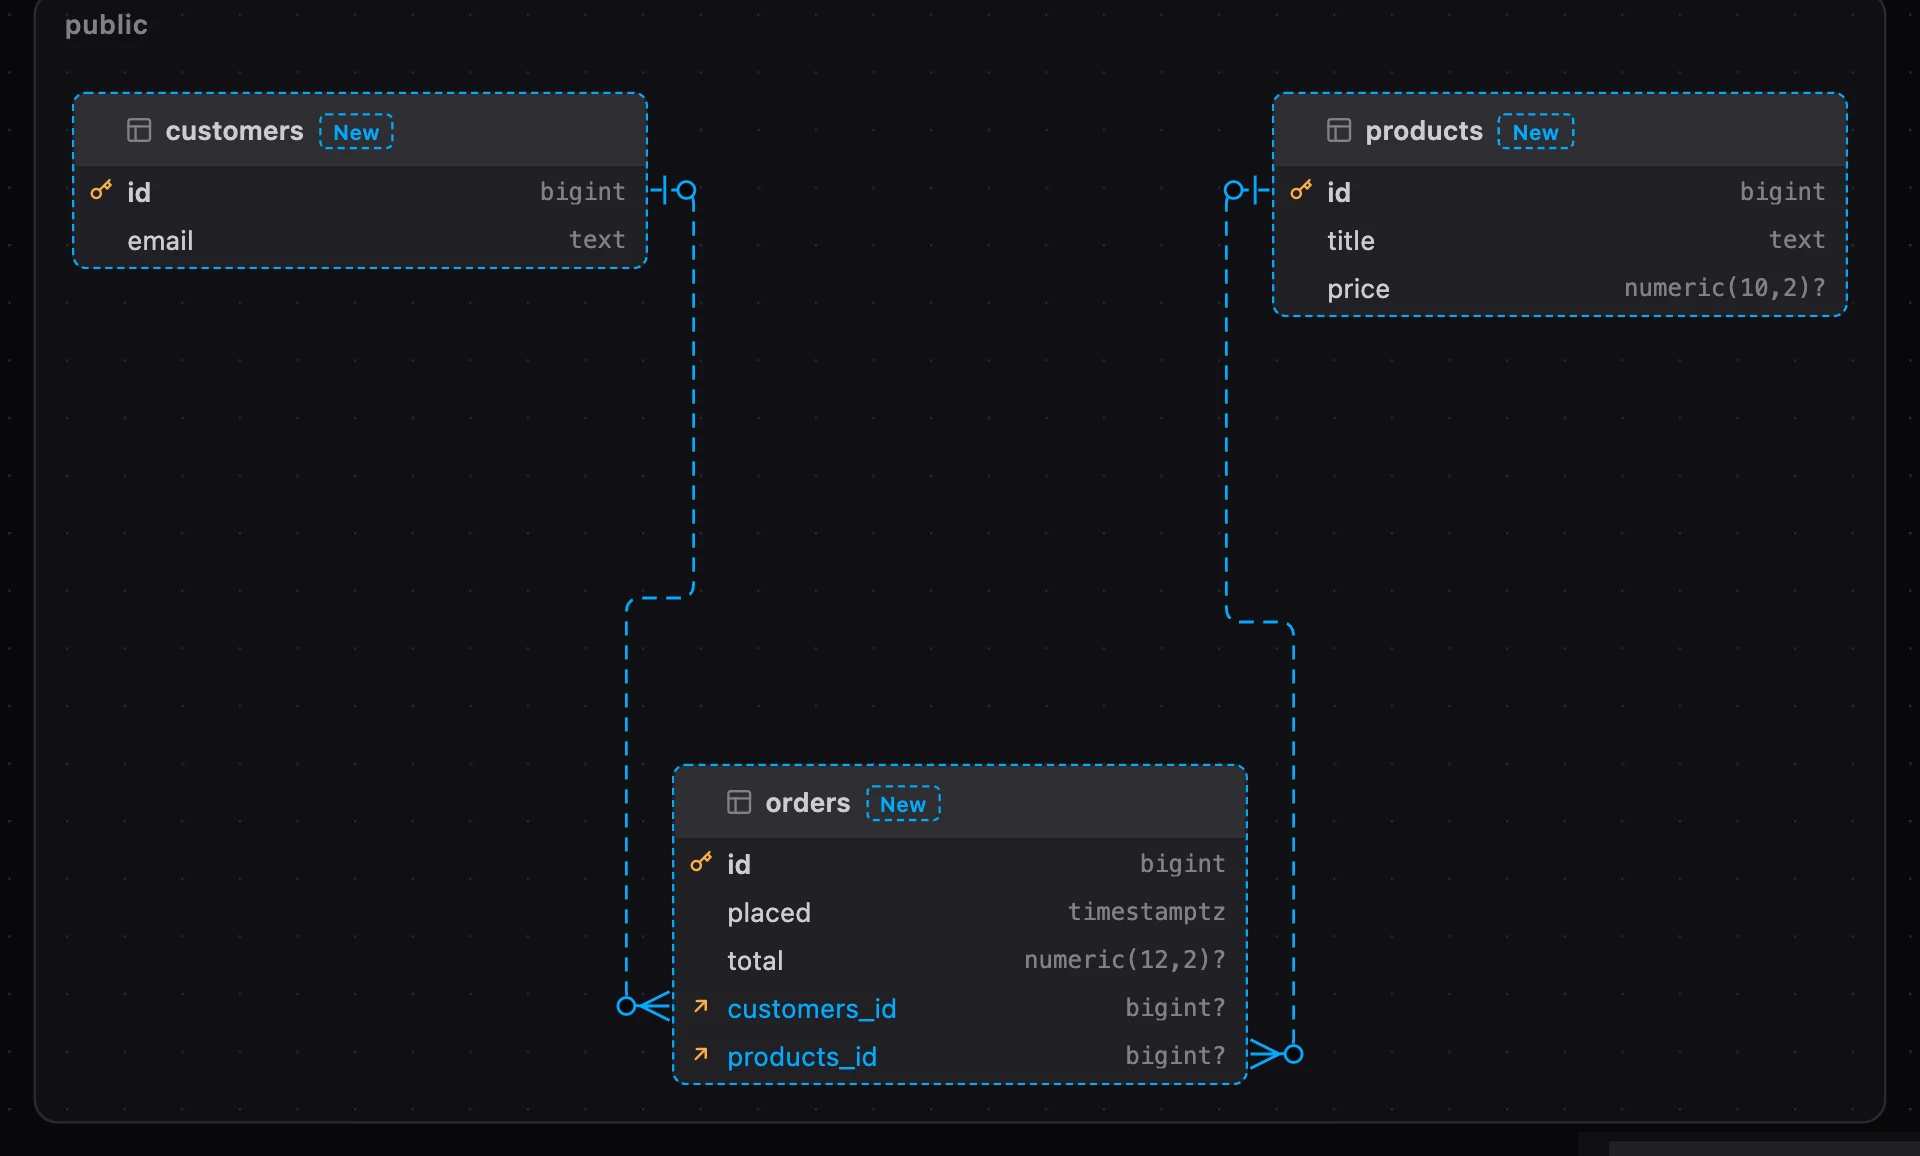 public
customers New
id bigint
email text
products New
id bigint
title text
price numeric(10,2)?
orders New
id bigint
placed timestamptz
total numeric(12,2)?
customers_id bigint?
products_id bigint?